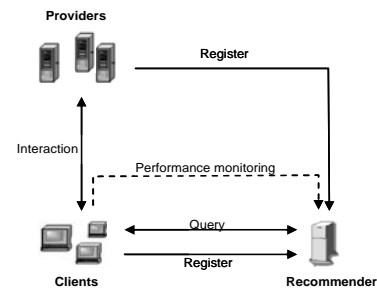 Providers
Register
Interaction
Performance monitoring
Query
Register
Clients
Recommender